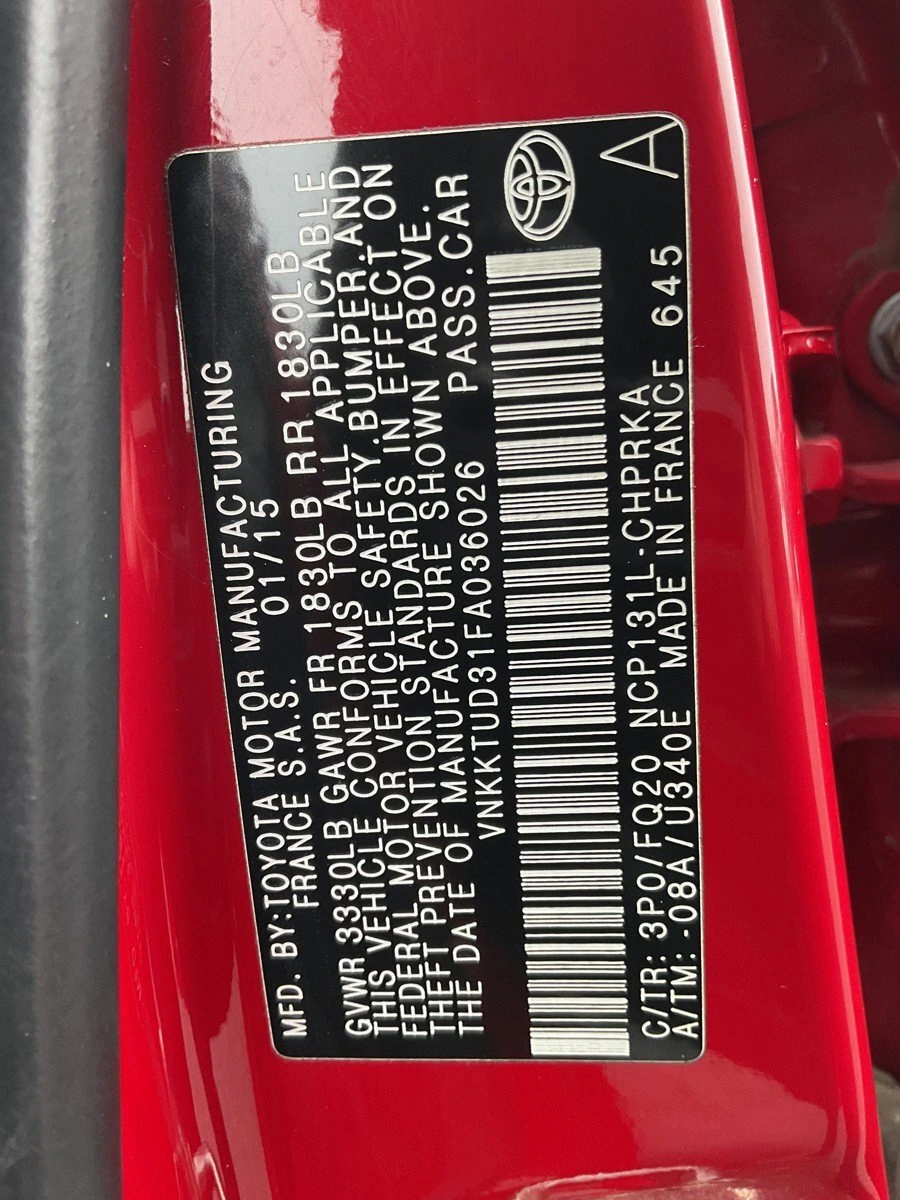 MFD. BY:TOYOTA MOTOR MANUFACTURING
FRANCE S.A.S. 01/15
GVWR 3330LB GAWR FR 1830LB RR 1830LB
THIS VEHICLE CONFORMS TO ALL APPLICABLE
FEDERAL MOTOR VEHICLE SAFETY.BUMPER.AND
THEFT PREVENTION STANDARDS IN EFFECT ON
THE DATE OF MANUFACTURE SHOWN ABOVE.
VNKKTUD31FA036026 PASS.CAR
C/TR: 3P0/FQ20 NCP131L-CHPRKA
A/TM: -08A/U340E MADE IN FRANCE 645
A